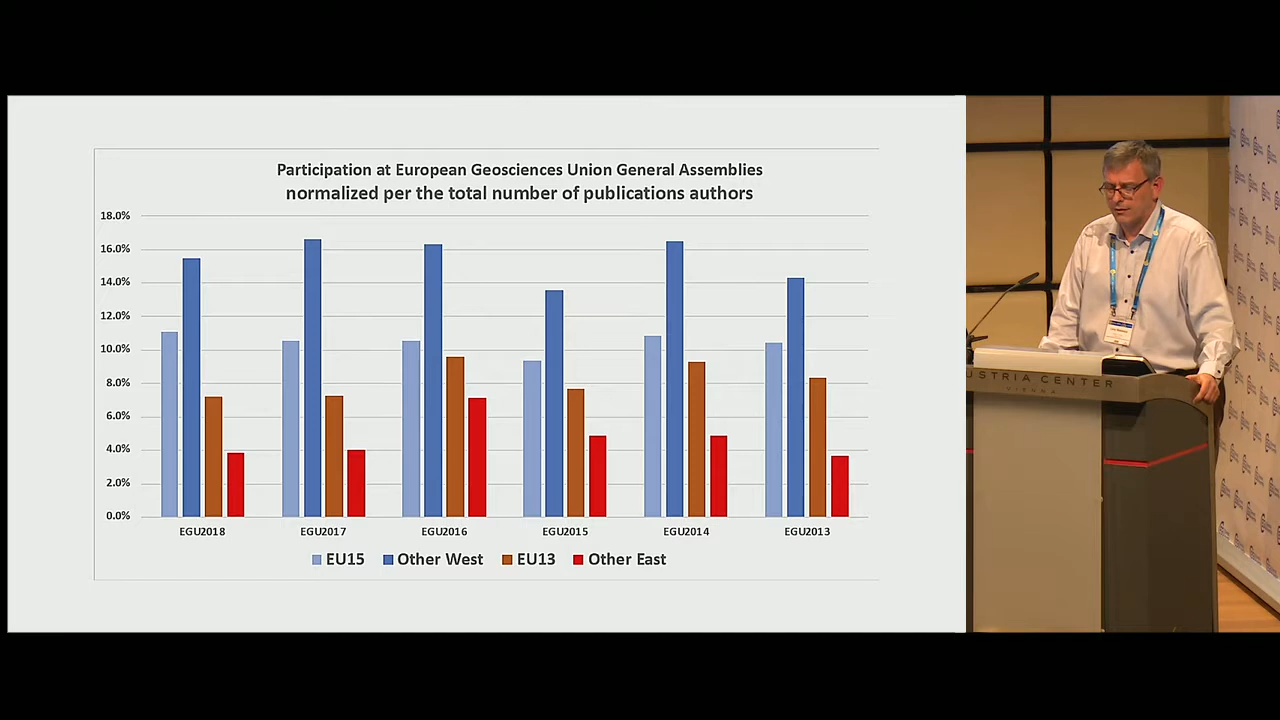 Participation at European Geosciences Union General Assemblies
normalized per the total number of publications authors
18.0%
16.0%
14.0%
12.0%
10.0%
8.0%
6.0%
4.0%
2.0%
0.0%
EGU2018 EGU2017 EGU2016 EGU2015 EGU2014 EGU2013
EU15 Other West EU13 Other East
USTRIA CENTER
VIENNA